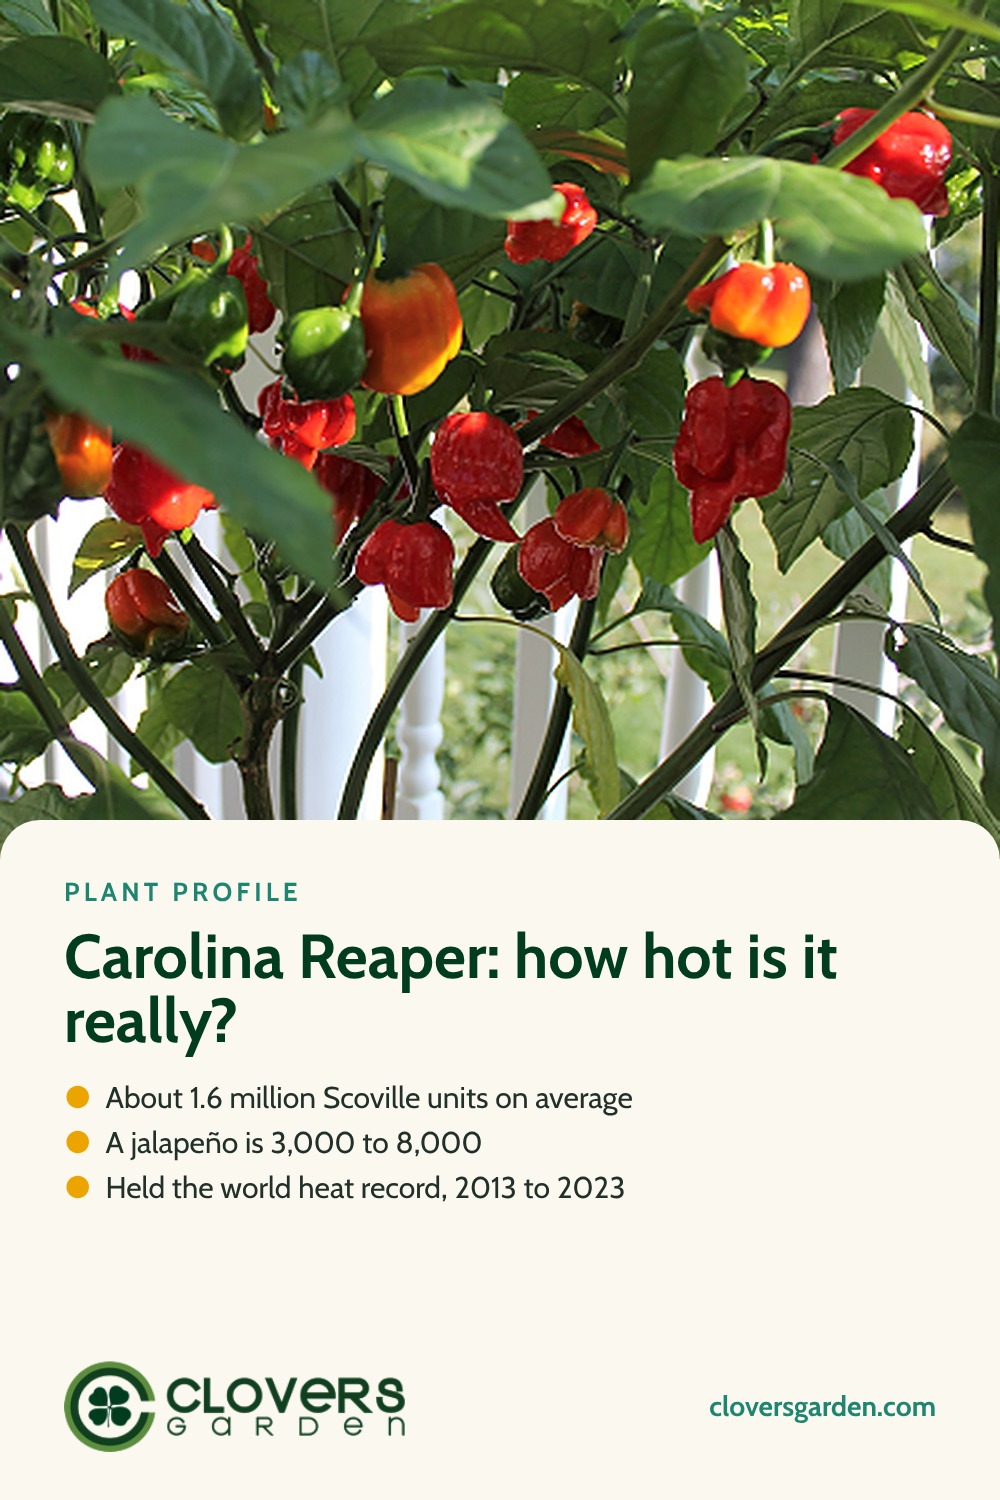 PLANT PROFILE
Carolina Reaper: how hot is it
really?
About 1.6 million Scoville units on average
A jalapeño is 3,000 to 8,000
Held the world heat record, 2013 to 2023
CLOVERS
GARDEN
cloversgarden.com